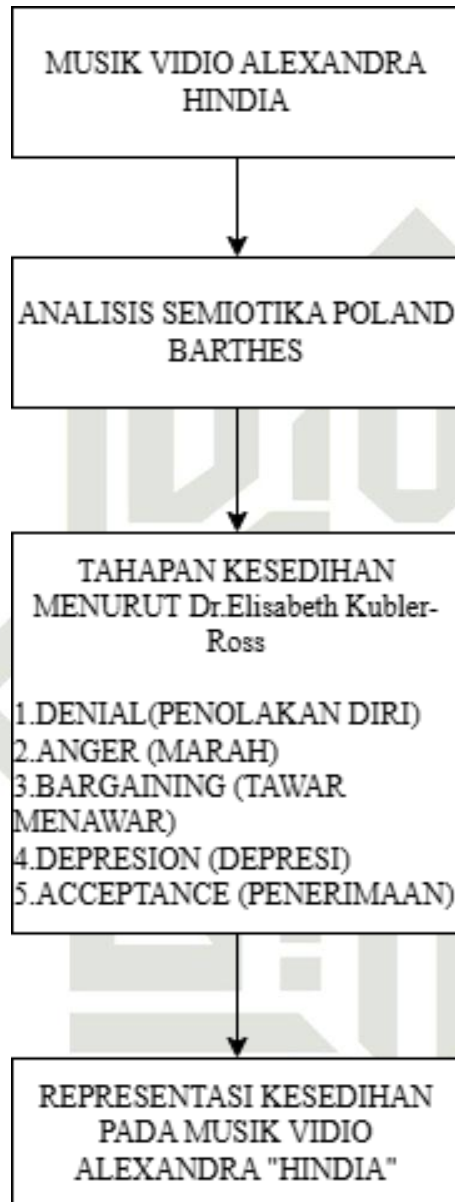 MUSIK VIDIO ALEXANDRA
HINDIA
ANALISIS SEMIOTIKA POLAND
BARTHES
TAHAPAN KESEDIHAN
MENURUT Dr.Elisabeth Kubler-
Ross
1.DENIAL(PENOLAKAN DIRI)
2.ANGER (MARAH)
3.BARGAINING (TAWAR
MENAWAR)
4.DEPRESION (DEPRESI)
5.ACCEPTANCE (PENERIMAAN)
REPRESENTASI KESEDIHAN
PADA MUSIK VIDIO
ALEXANDRA "HINDIA"